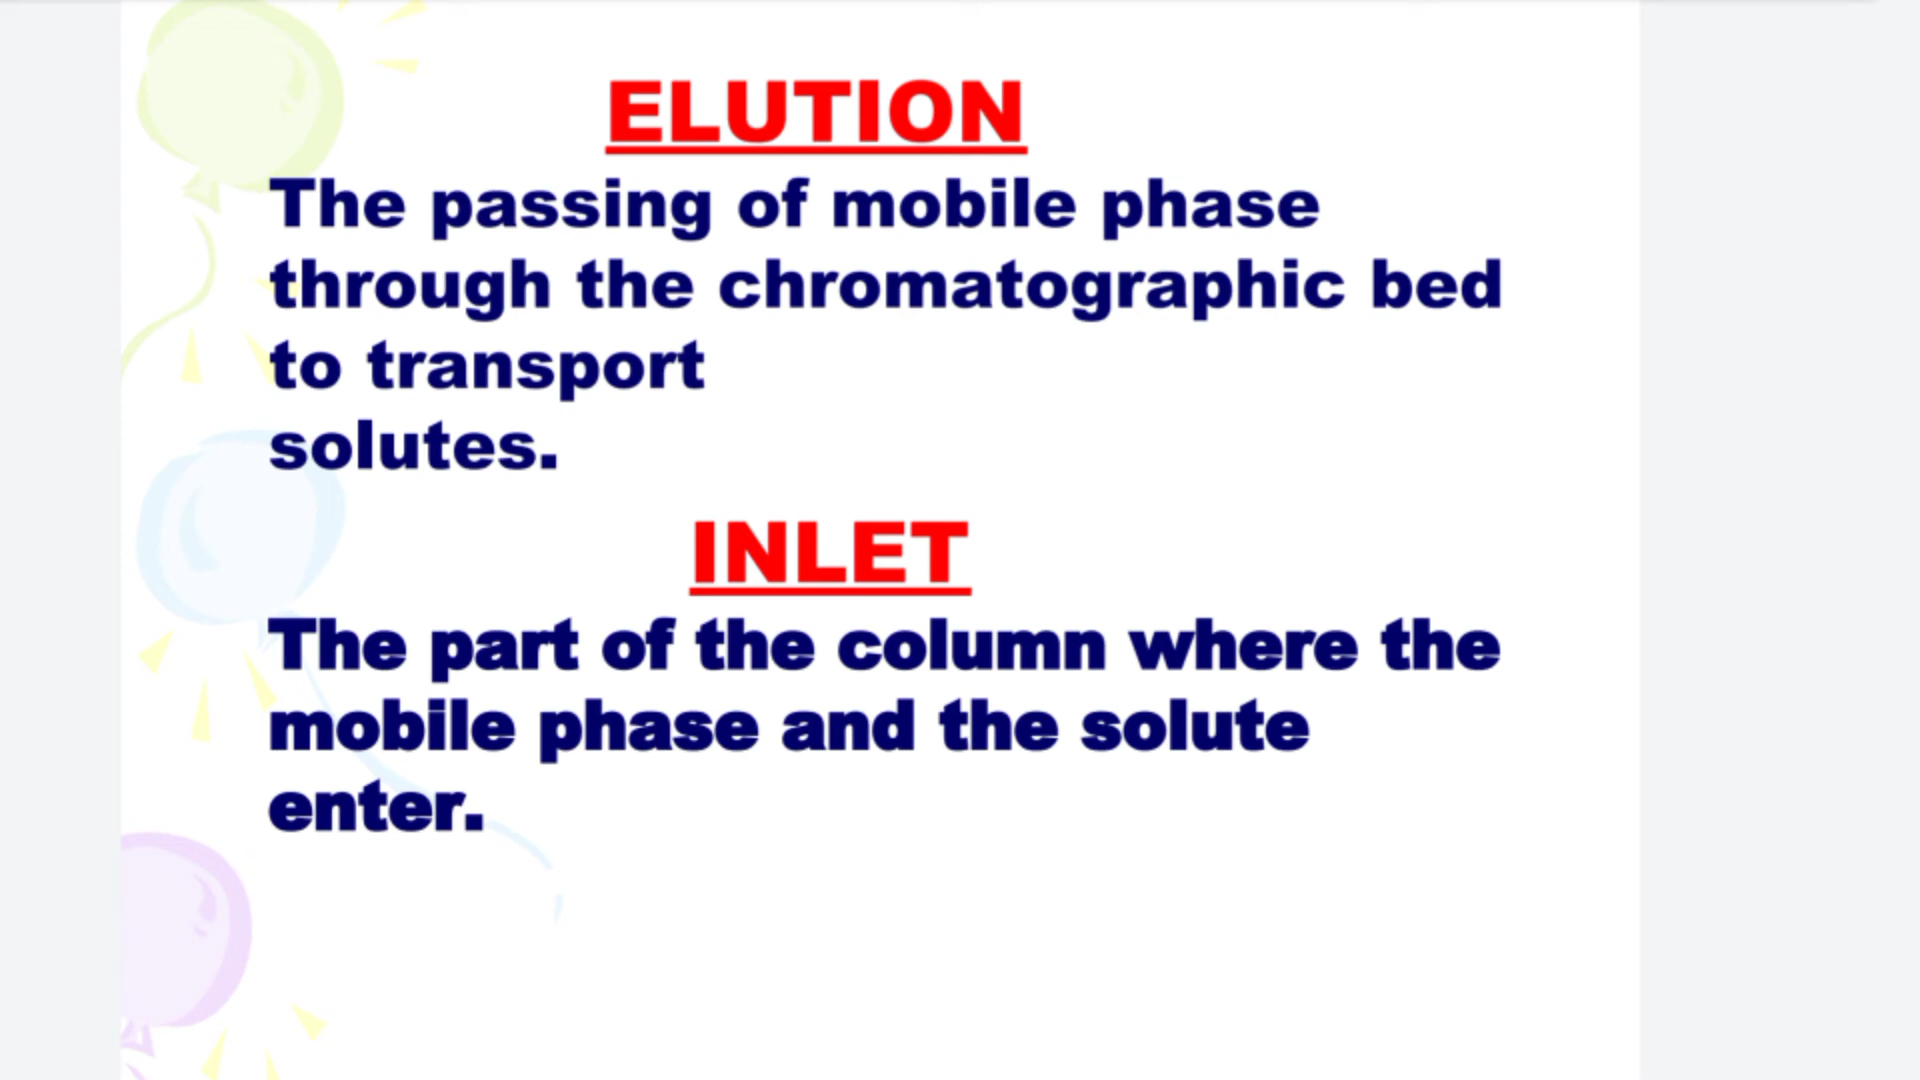 ELUTION
The passing of mobile phase
through the chromatographic bed
to transport
solutes.
INLET
The part of the column where the
mobile phase and the solute
enter.